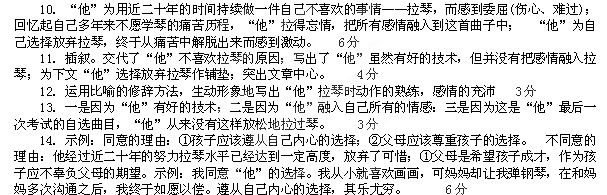 10. “他”为用近二十年的时间持续做一件自己不喜欢的事情——拉琴,而感到委屈(伤心、难过);
回忆起自己多年来不愿学琴的痛苦历程,“他”拉得忘情,把所有感情融入到这首曲子中; “他”为自
己选择放弃拉琴,终于从痛苦中解脱出来而感到激动。 6分
11. 插叙。交代了“他”不喜欢拉琴的原因;写出了“他”虽然有好的技术,但并没有把感情融入拉
琴;为下文“他”选择放弃拉琴作铺垫;突出文章中心。 4分
12. 运用比喻的修辞方法,生动形象地写出“他”拉琴时动作的熟练,感情的充沛 3分
13. 一是因为“他”有好的技术;二是因为“他”融入自己所有的情感:三是因为这是“他”最后一
次考试的自选曲目,“他”从来没有这样放松地拉过琴。 3分
14. 示例:同意的理由:①孩子应该遵从自己内心的选择;②父母应该尊重孩子的选择。 不同意的
理由:他经过近二十年的努力拉琴水平已经达到一定高度,放弃了可惜;①父母是希望孩子成才,作为孩
子应不辜负父母的期望。示例:我同意“他”的选择。我从小就喜欢画画,可妈妈却让我弹钢琴,在和妈
妈多次沟通之后,我终于如愿以偿。遵从自己内心的选择,其乐无穷。 6分